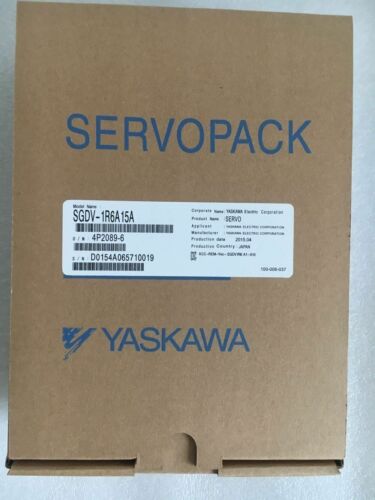 SERVOPACK
Model Name
SGDV-1R6A15A
O/N 4P2089-6
S/N D0154A065710019
Corporate Name: YASKAWA Electric Corporation
Product Name : SERVO
Applicant : YASKAWA ELECTRIC CORPORATION
Manufacturer : YASKAWA ELECTRIC CORPORATION
Production date : 2015.04
Production Country : JAPAN
100-006-037
YASKAWA